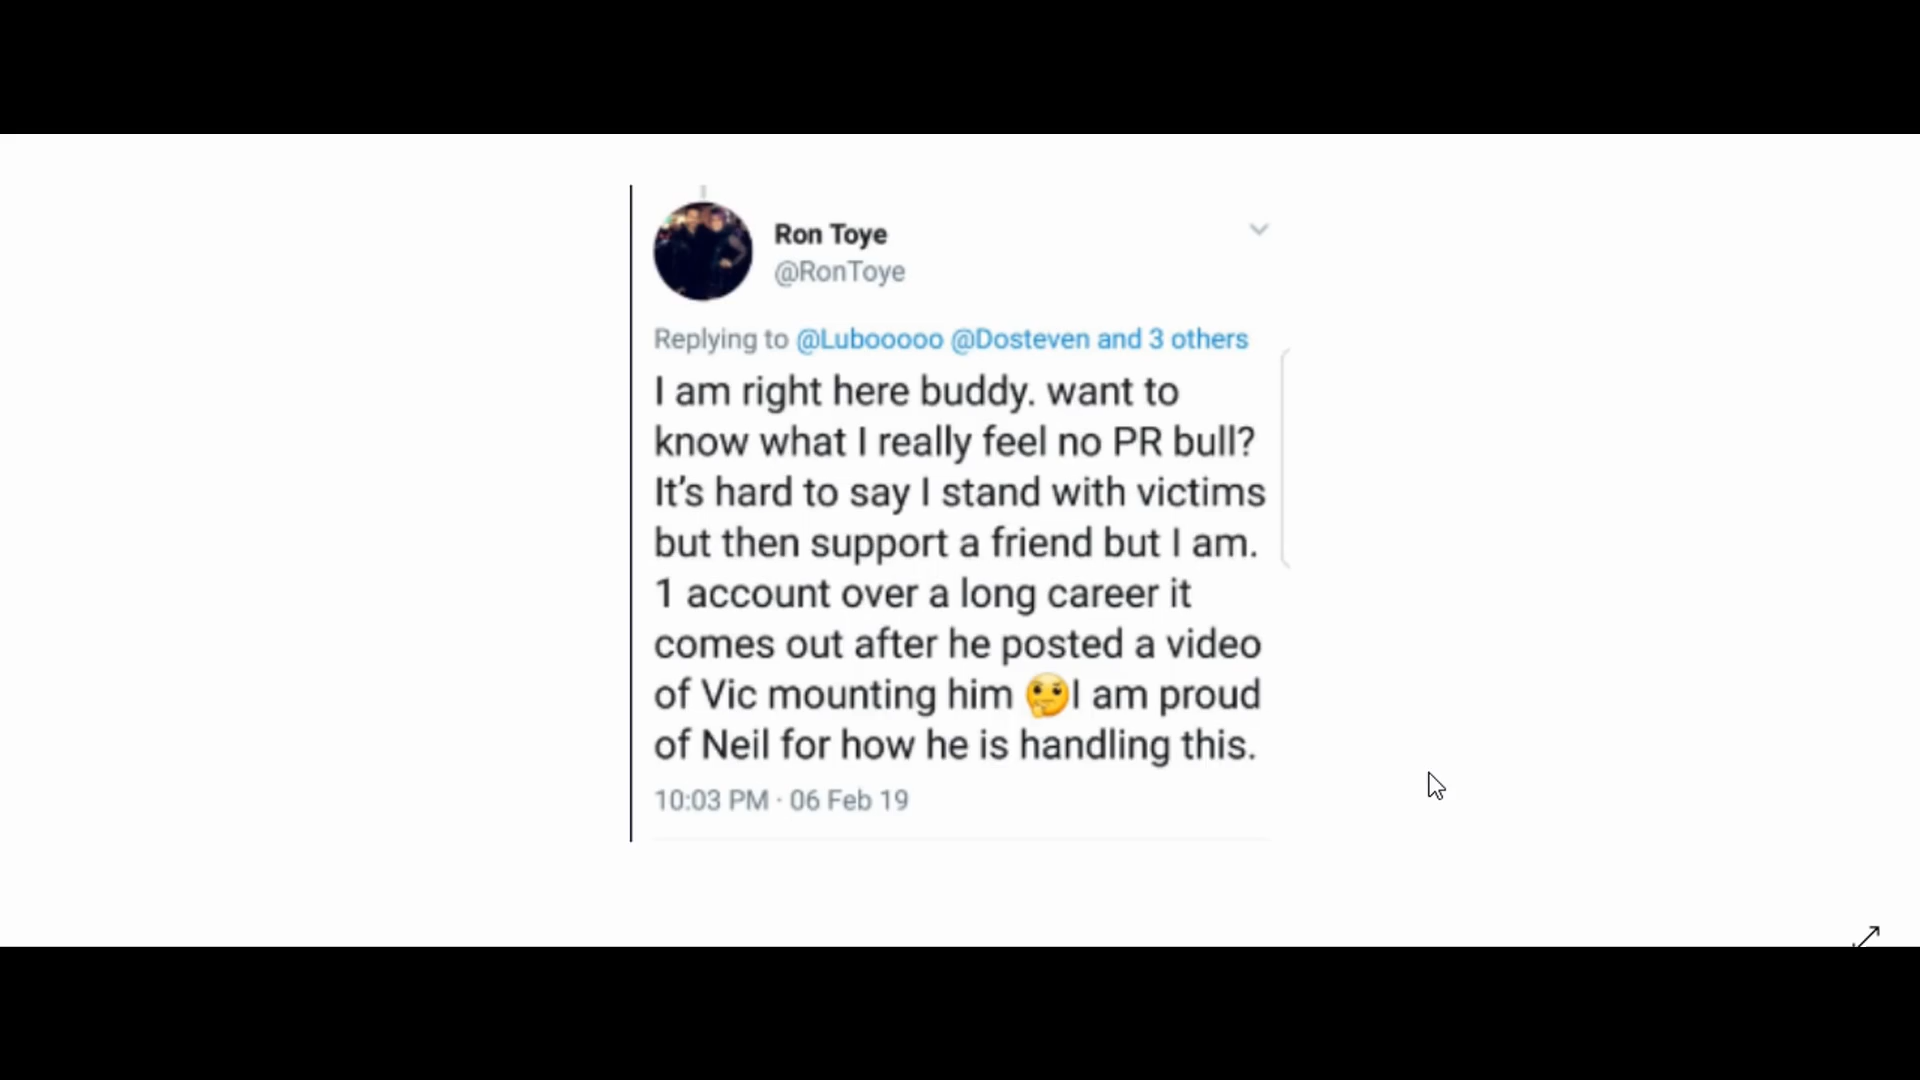 Ron Toye
@RonToye
Replying to @Lubooooo @Dosteven and 3 others
I am right here buddy. want to
know what I really feel no PR bull?
It's hard to say I stand with victims
but then support a friend but I am.
1 account over a long career it
comes out after he posted a video
of Vic mounting him 🤔I am proud
of Neil for how he is handling this.
10:03 PM · 06 Feb 19